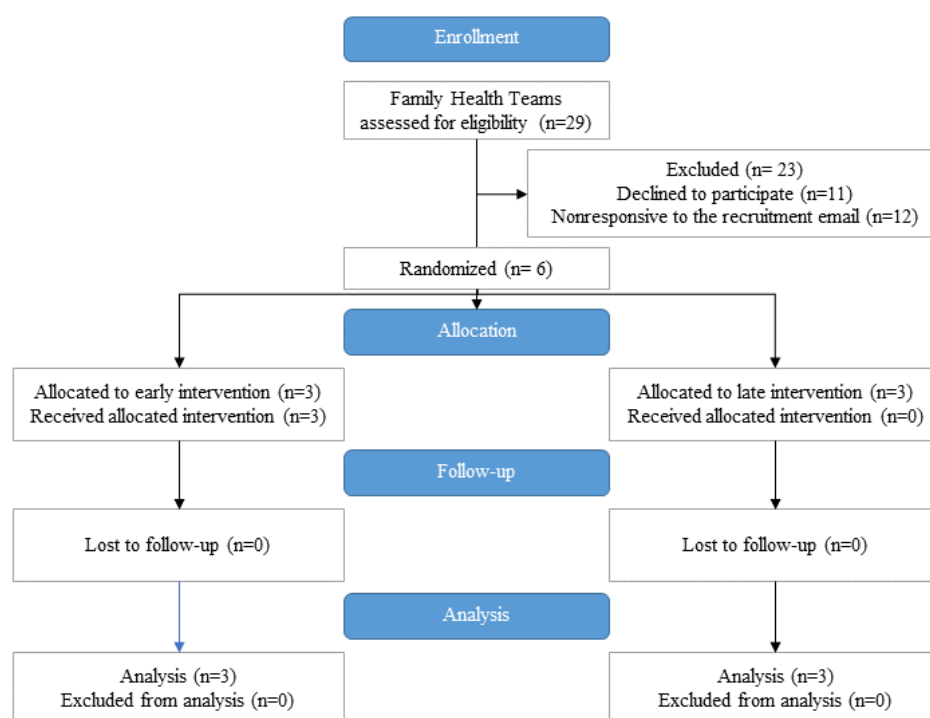 Enrollment
Family Health Teams
assessed for eligibility (n=29)
Excluded (n= 23)
Declined to participate (n=11)
Nonresponsive to the recruitment email (n=12)
Randomized (n= 6)
Allocation
Allocated to early intervention (n=3)
Received allocated intervention (n=3)
Allocated to late intervention (n=3)
Received allocated intervention (n=0)
Follow-up
Lost to follow-up (n=0)
Lost to follow-up (n=0)
Analysis
Analysis (n=3)
Excluded from analysis (n=0)
Analysis (n=3)
Excluded from analysis (n=0)